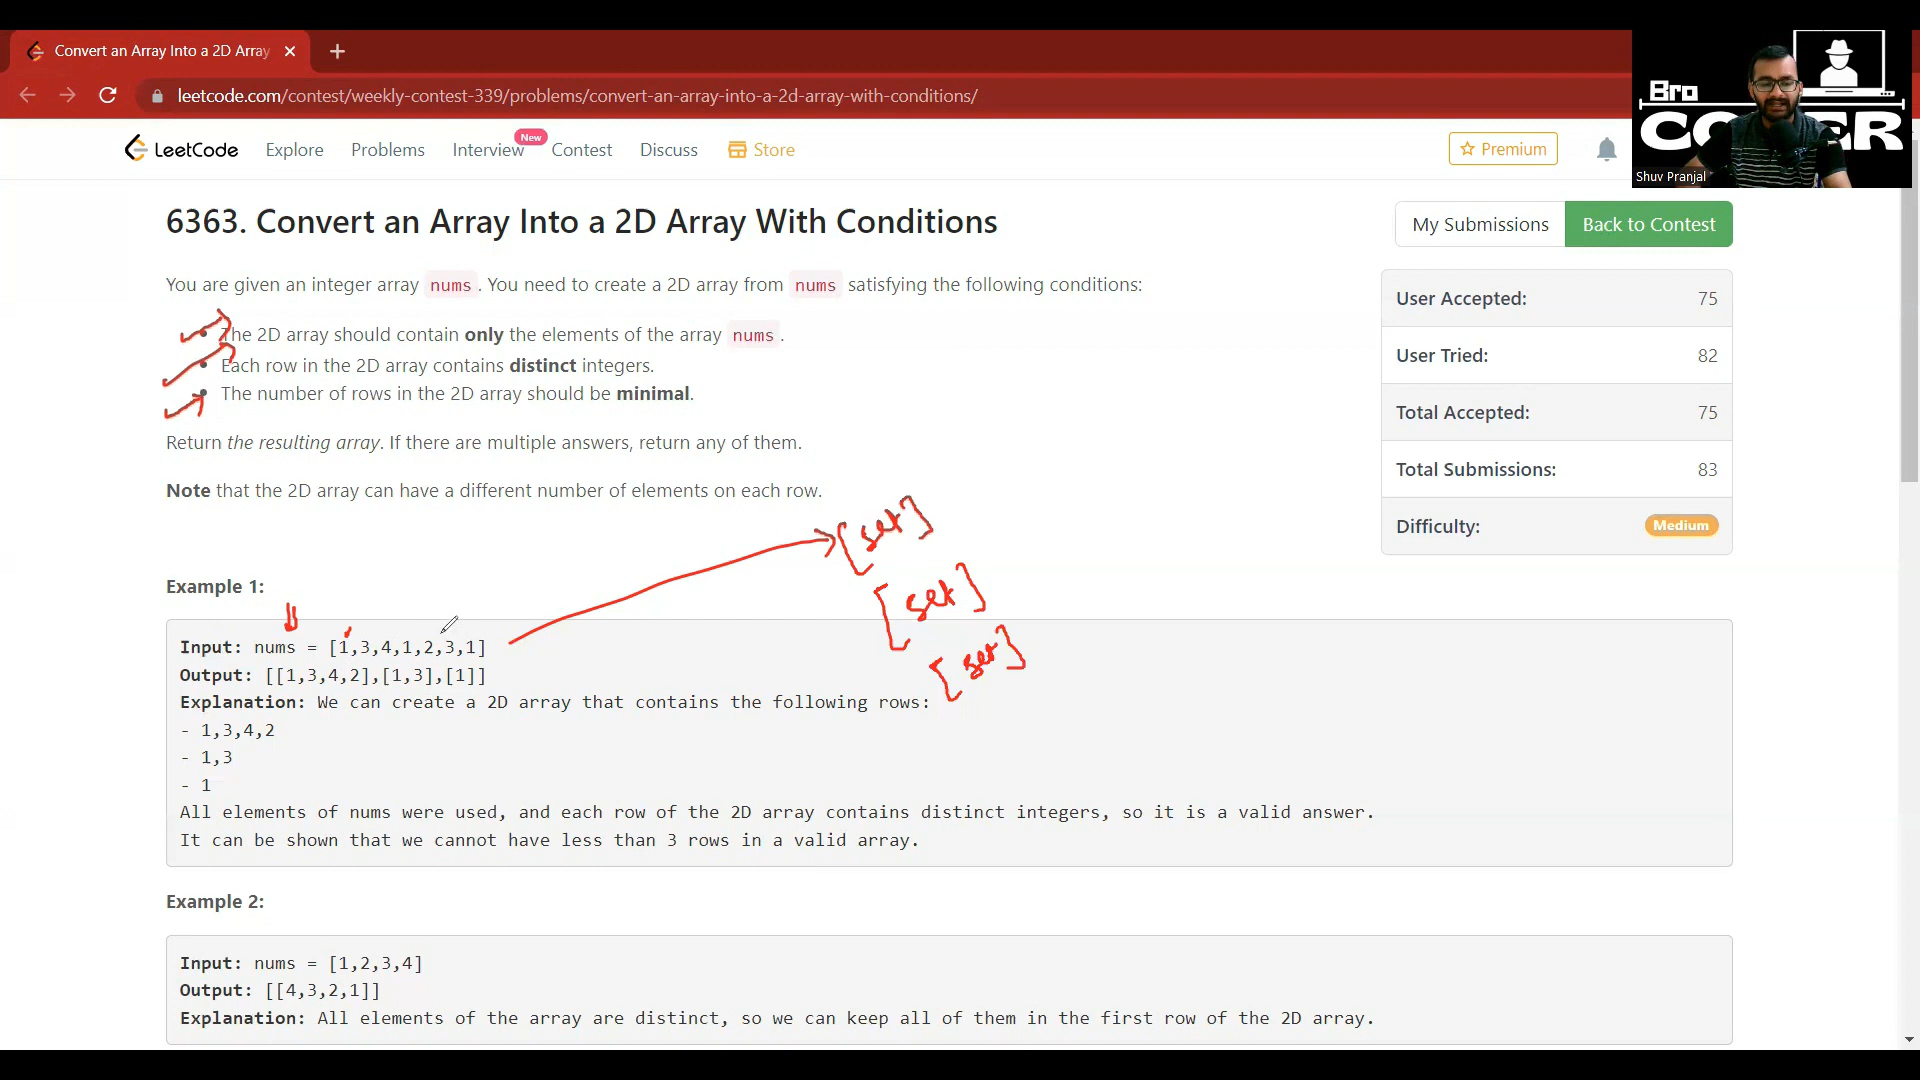 Convert an Array Into a 2D Array
leetcode.com/contest/weekly-contest-339/problems/convert-an-array-into-a-2d-array-with-conditions/
Bro
CODER
Shuv Pranjal
LeetCode Explore Problems Interview New Contest Discuss Store Premium
6363. Convert an Array Into a 2D Array With Conditions
My Submissions Back to Contest
You are given an integer array nums. You need to create a 2D array from nums satisfying the following conditions:
The 2D array should contain only the elements of the array nums.
Each row in the 2D array contains distinct integers.
The number of rows in the 2D array should be minimal.
Return the resulting array. If there are multiple answers, return any of them.
Note that the 2D array can have a different number of elements on each row.
User Accepted: 75
User Tried: 82
Total Accepted: 75
Total Submissions: 83
Difficulty: Medium
[set]
[set]
[set]
Example 1:
Input: nums = [1,3,4,1,2,3,1]
Output: [[1,3,4,2],[1,3],[1]]
Explanation: We can create a 2D array that contains the following rows:
- 1,3,4,2
- 1,3
- 1
All elements of nums were used, and each row of the 2D array contains distinct integers, so it is a valid answer.
It can be shown that we cannot have less than 3 rows in a valid array.
Example 2:
Input: nums = [1,2,3,4]
Output: [[4,3,2,1]]
Explanation: All elements of the array are distinct, so we can keep all of them in the first row of the 2D array.